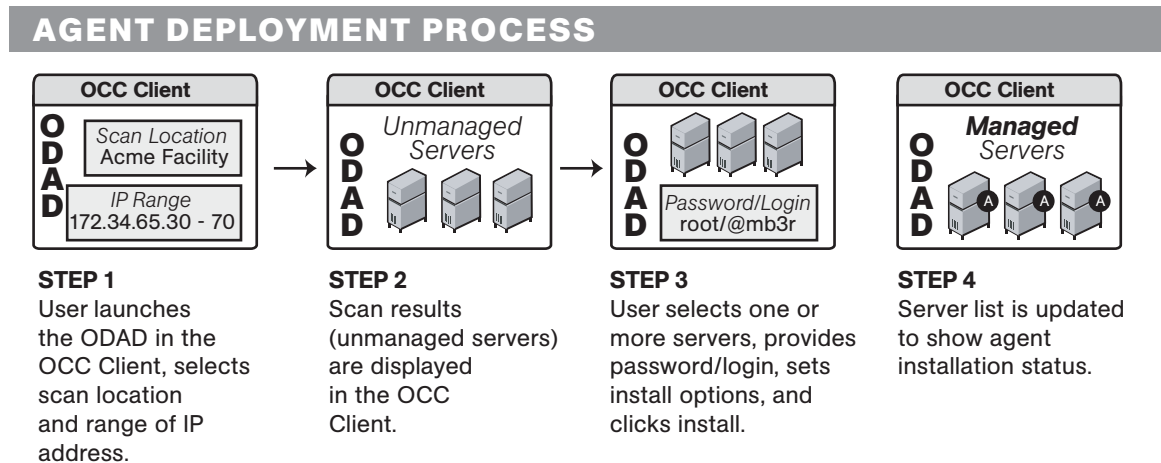 AGENT DEPLOYMENT PROCESS
OCC Client
ODAD
Scan Location
Acme Facility
IP Range
172.34.65.30 - 70
STEP 1
User launches
the ODAD in the
OCC Client, selects
scan location
and range of IP
address.
OCC Client
ODAD
Unmanaged
Servers
STEP 2
Scan results
(unmanaged servers)
are displayed
in the OCC
Client.
OCC Client
ODAD
Password/Login
root/@mb3r
STEP 3
User selects one or
more servers, provides
password/login, sets
install options, and
clicks install.
OCC Client
ODAD
Managed
Servers
A
A
A
STEP 4
Server list is updated
to show agent
installation status.